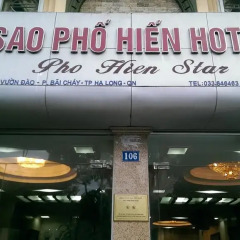 SAO PHỐ HIẾN HOT
Pho Hien Star
VƯỜN ĐÀO - P. BÃI CHÁY - TP HẠ LONG - QN
TEL:033.646463
106